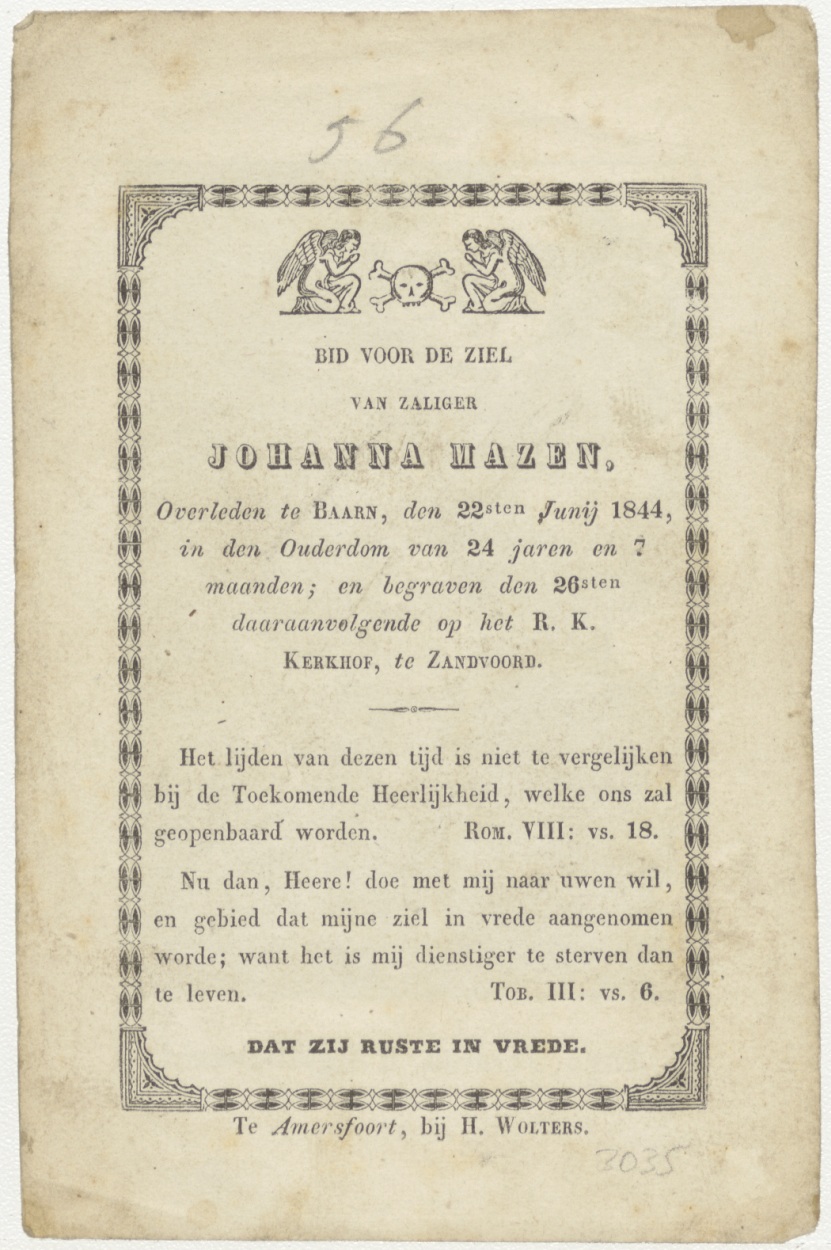 56
BID VOOR DE ZIEL
VAN ZALIGER
JOHANNA MAZEN,
Overleden te BAARN, den 22sten Junij 1844,
in den Ouderdom van 24 jaren en 7
maanden; en begraven den 26sten
daaraanvolgende op het R. K.
KERKHOF, te ZANDVOORD.
Het lijden van dezen tijd is niet te vergelijken
bij de Toekomende Heerlijkheid, welke ons zal
geopenbaard worden. ROM. VIII: vs. 18.
Nu dan, Heere! doe met mij naar uwen wil,
en gebied dat mijne ziel in vrede aangenomen
worde; want het is mij dienstiger te sterven dan
te leven. TOB. III: vs. 6.
DAT ZIJ RUSTE IN VREDE.
Te Amersfoort, bij H. WOLTERS.
3035